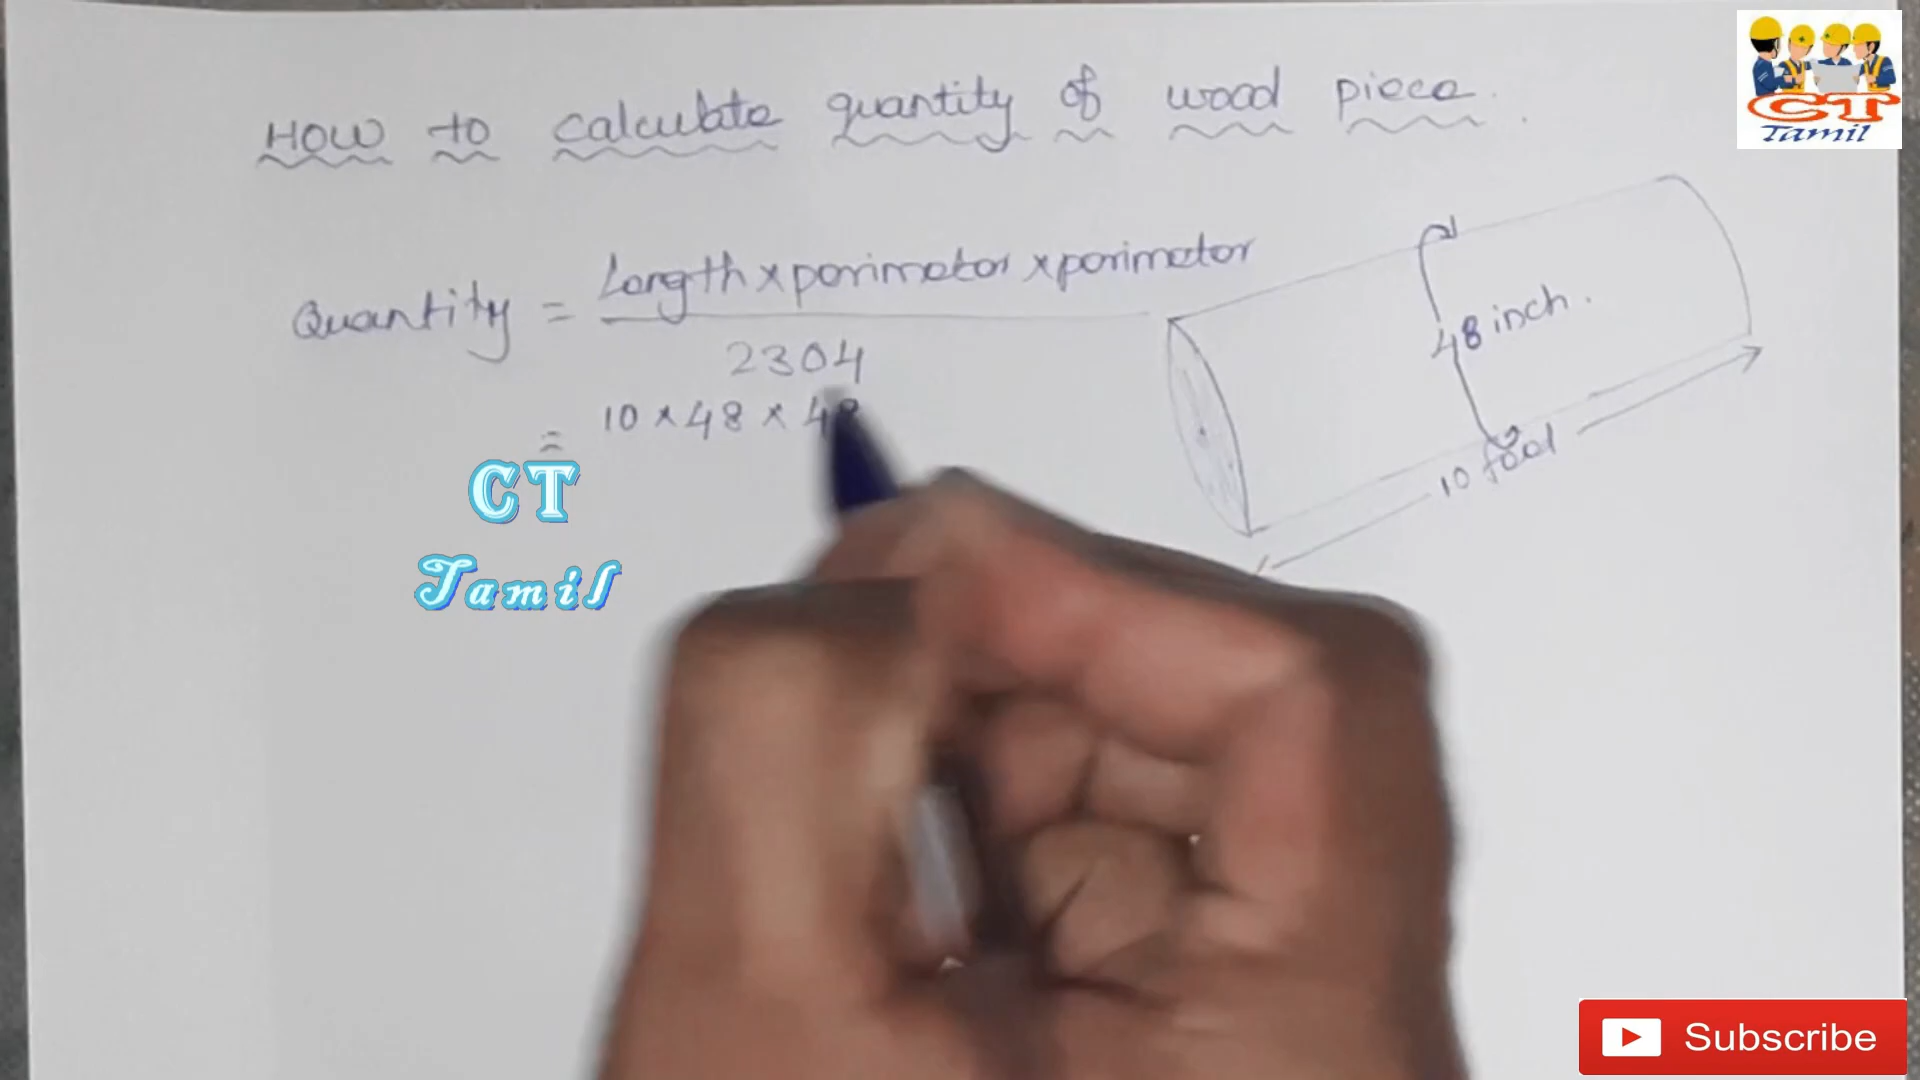 How to calculate quantity of wood piece.
Quantity = Length x perimeter x perimeter
2304
= 10 x 48 x 48
48 inch.
10 feet
CT
Tamil
CT
Tamil
Subscribe